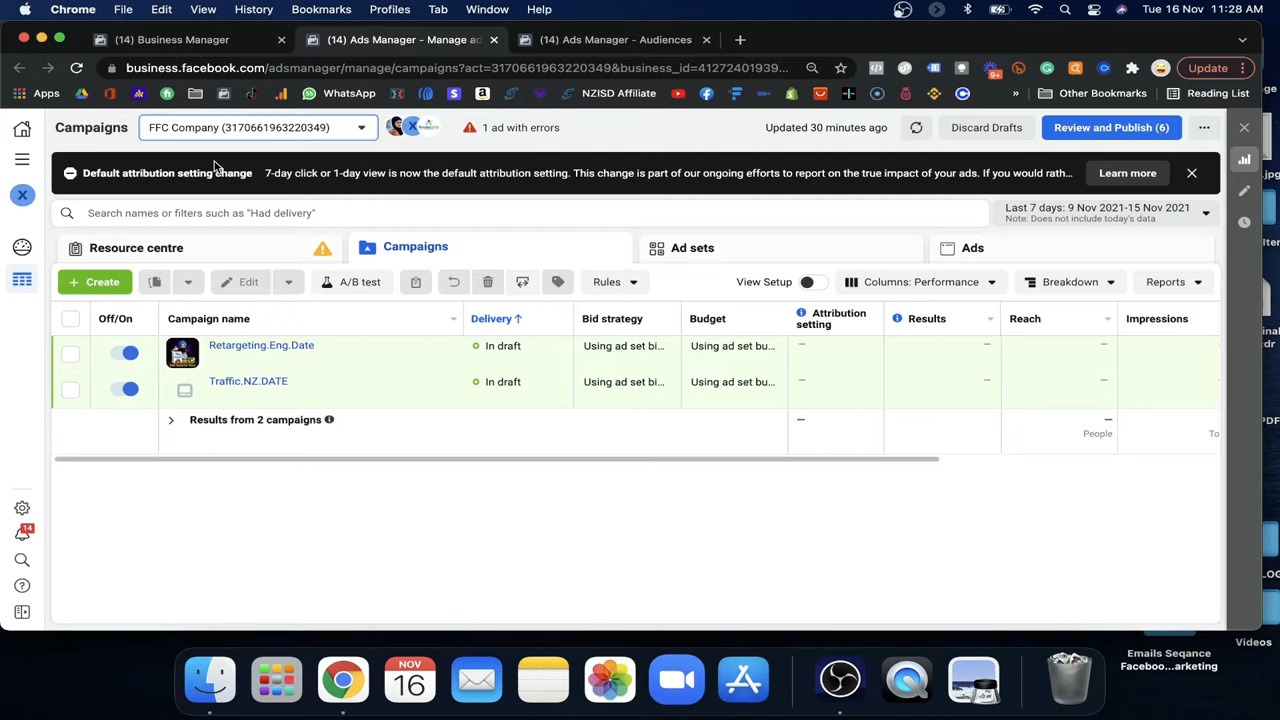 Chrome File Edit View History Bookmarks Profiles Tab Window Help Tue 16 Nov 11:28 AM
(14) Business Manager (14) Ads Manager - Manage ad (14) Ads Manager - Audiences
business.facebook.com/adsmanager/manage/campaigns?act=3170661963220349&business_id=41272401939... 9+ Update
Apps WhatsApp NZISD Affiliate » Other Bookmarks Reading List
Campaigns FFC Company (3170661963220349) 1 ad with errors Updated 30 minutes ago Discard Drafts Review and Publish (6)
Default attribution setting change 7-day click or 1-day view is now the default attribution setting. This change is part of our ongoing efforts to report on the true impact of your ads. If you would rath... Learn more
Search names or filters such as "Had delivery" Last 7 days: 9 Nov 2021-15 Nov 2021
Note: Does not include today's data
Resource centre Campaigns Ad sets Ads
+ Create Edit A/B test Rules View Setup Columns: Performance Breakdown Reports
Off/On Campaign name Delivery ↑ Bid strategy Budget Attribution setting Results Reach Impressions
Retargeting.Eng.Date In draft Using ad set bi... Using ad set bu... — — —
Traffic.NZ.DATE In draft Using ad set bi... Using ad set bu... — — —
Results from 2 campaigns — —
People To
14
NOV
16
Videos
Emails Seqance
Faceboo...arketing
.jpg
PDF